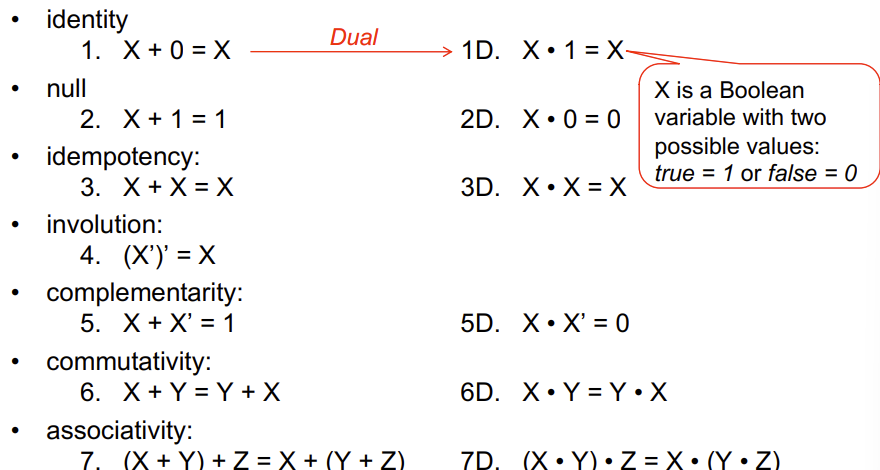 • identity
1. X + 0 = X Dual 1D. X • 1 = X
• null
2. X + 1 = 1 2D. X • 0 = 0
X is a Boolean
variable with two
possible values:
true = 1 or false = 0
• idempotency:
3. X + X = X 3D. X • X = X
• involution:
4. (X’)’ = X
• complementarity:
5. X + X’ = 1 5D. X • X’ = 0
• commutativity:
6. X + Y = Y + X 6D. X • Y = Y • X
• associativity:
7. (X + Y) + Z = X + (Y + Z) 7D. (X • Y) • Z = X • (Y • Z)